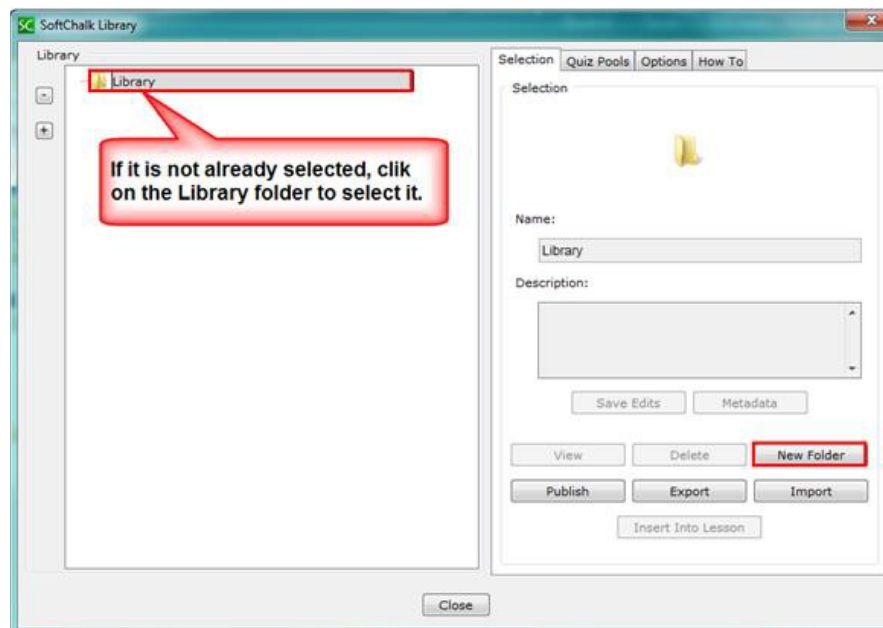 SC SoftChalk Library
Library
Library
If it is not already selected, clik
on the Library folder to select it.
Selection Quiz Pools Options How To
Selection
Name:
Library
Description:
Save Edits Metadata
View Delete New Folder
Publish Export Import
Insert Into Lesson
Close